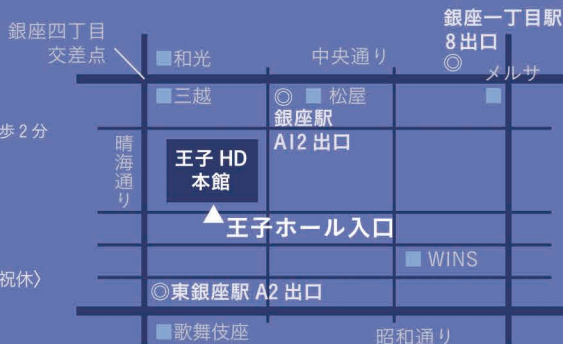 銀座四丁目
交差点
和光
中央通り
銀座一丁目駅
8出口
メルサ
三越
松屋
銀座駅
A12出口
歩2分
晴海通り
王子HD
本館
王子ホール入口
WINS
祝休〉
東銀座駅 A2 出口
歌舞伎座
昭和通り